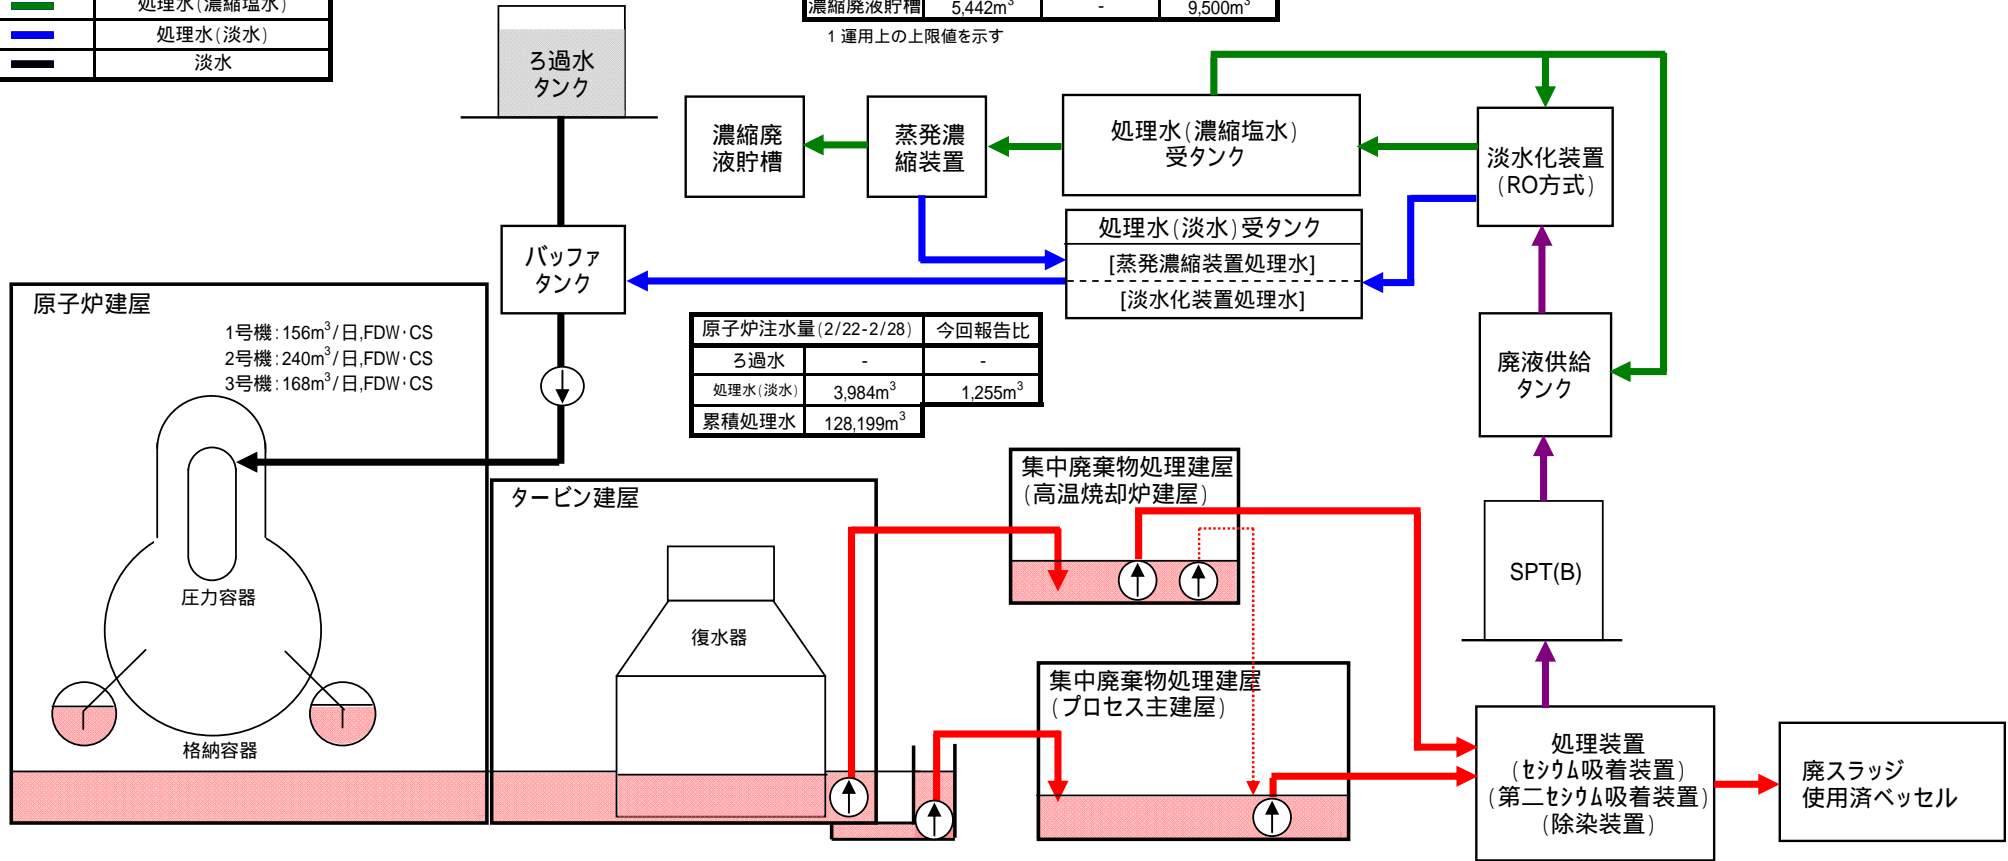 処理水(濃縮塩水)
処理水(淡水)
淡水
濃縮廃液貯槽 5,442m³ - 9,500m³
1 運用上の上限値を示す
ろ過水
タンク
濃縮廃
液貯槽
蒸発濃
縮装置
処理水(濃縮塩水)
受タンク
淡水化装置
(RO方式)
処理水(淡水)受タンク
[蒸発濃縮装置処理水]
[淡水化装置処理水]
バッファ
タンク
原子炉建屋
1号機:156m³/日,FDW・CS
2号機:240m³/日,FDW・CS
3号機:168m³/日,FDW・CS
原子炉注水量(2/22-2/28) 今回報告比
ろ過水 - -
処理水(淡水) 3,984m³ 1,255m³
累積処理水 128,199m³
廃液供給
タンク
圧力容器
格納容器
タービン建屋
復水器
集中廃棄物処理建屋
(高温焼却炉建屋)
SPT(B)
集中廃棄物処理建屋
(プロセス主建屋)
処理装置
(セシウム吸着装置)
(第二セシウム吸着装置)
(除染装置)
廃スラッジ
使用済ベッセル